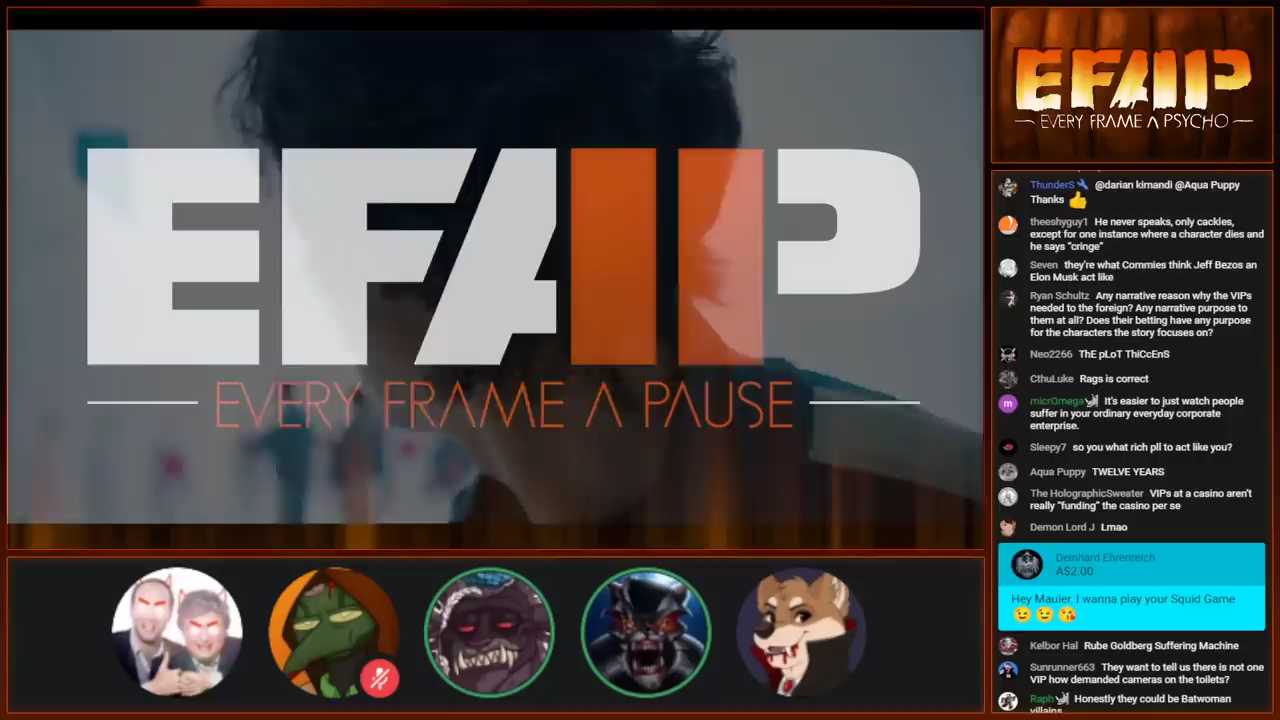 EFAP
EVERY FRAME A PAUSE
EFAP
EVERY FRAME A PSYCHO
ThunderS @darian kimandi @Aqua Puppy
Thanks
theeshyguy1 He never speaks, only cackles,
except for one instance where a character dies and
he says “cringe”
Seven they're what Commies think Jeff Bezos an
Elon Musk act like
Ryan Schultz Any narrative reason why the VIPs
needed to the foreign? Any narrative purpose to
them at all? Does their betting have any purpose
for the characters the story focuses on?
Neo2266 ThE pLoT ThiCcEnS
CthuLuke Rags is correct
micrOmega It's easier to just watch people
suffer in your ordinary everyday corporate
enterprise.
Sleepy7 so you what rich pll to act like you?
Aqua Puppy TWELVE YEARS
The HolographicSweater VIPs at a casino aren't
really “funding” the casino per se
Demon Lord J Lmao
Deinhard Ehrenreich
A$2.00
Hey Mauler, I wanna play your Squid Game
Kelbor Hal Rube Goldberg Suffering Machine
Sunrunner663 They want to tell us there is not one
VIP how demanded cameras on the toilets?
Raph Honestly they could be Batwoman
villains